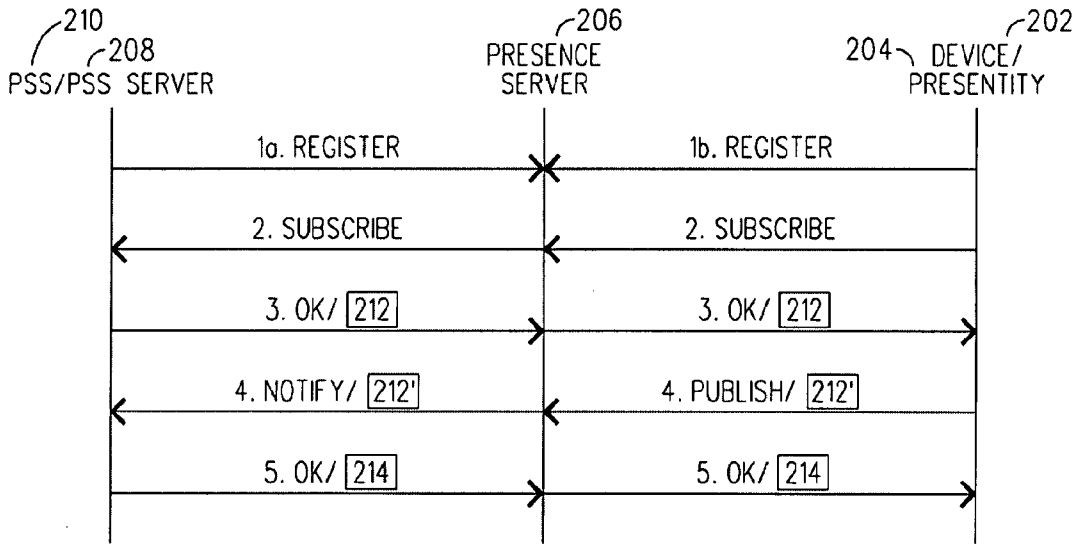 210
208
PSS/PSS SERVER
206
PRESENCE
SERVER
202
204 DEVICE/
PRESENTITY
1a. REGISTER
1b. REGISTER
2. SUBSCRIBE
2. SUBSCRIBE
3. OK/ 212
3. OK/ 212
4. NOTIFY/ 212'
4. PUBLISH/ 212'
5. OK/ 214
5. OK/ 214